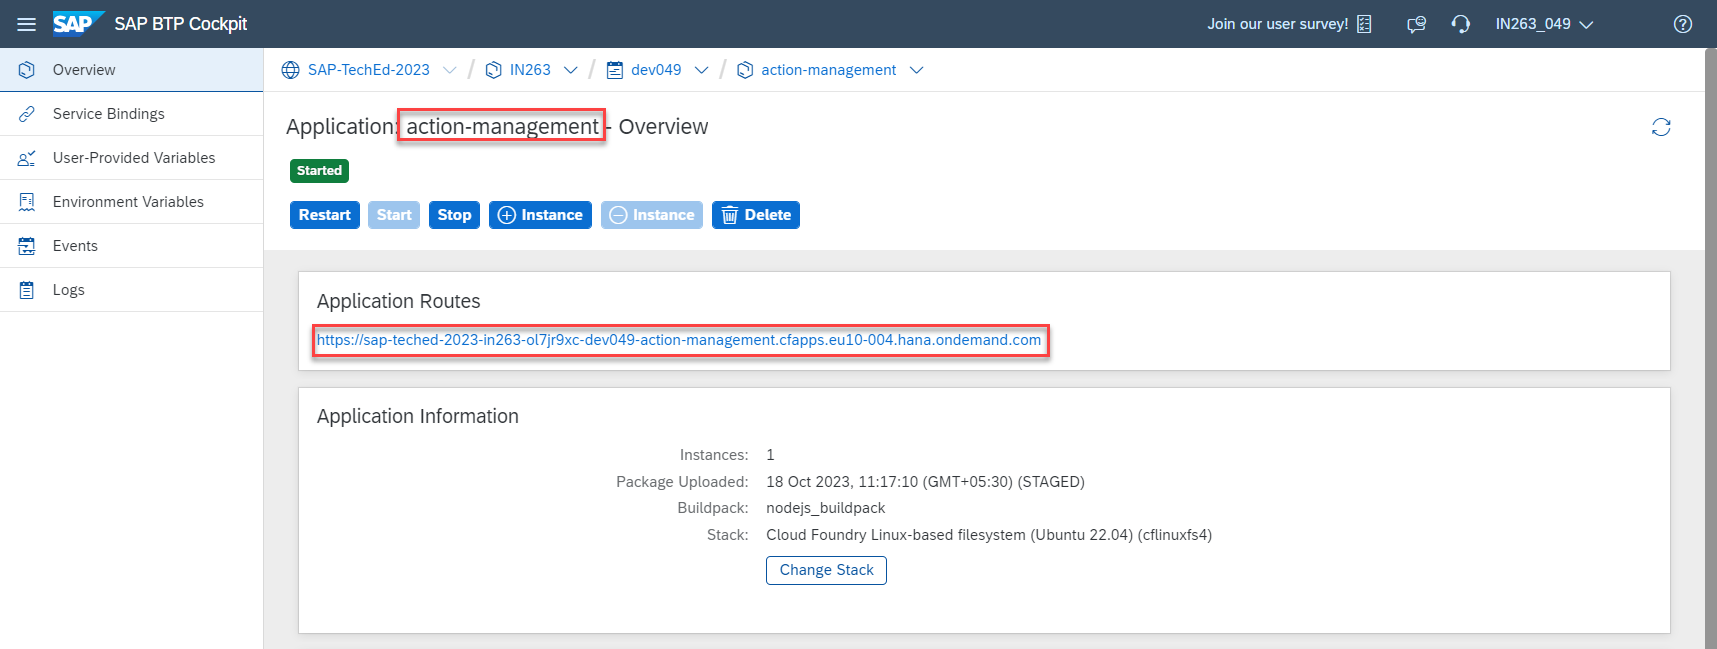 SAP SAP BTP Cockpit
Join our user survey!
IN263_049
Overview
Service Bindings
User-Provided Variables
Environment Variables
Events
Logs
SAP-TechEd-2023 / IN263 / dev049 / action-management
Application: action-management - Overview
Started
Restart Start Stop Instance Instance Delete
Application Routes
https://sap-teched-2023-in263-ol7jr9xc-dev049-action-management.cfapps.eu10-004.hana.ondemand.com
Application Information
Instances: 1
Package Uploaded: 18 Oct 2023, 11:17:10 (GMT+05:30) (STAGED)
Buildpack: nodejs_buildpack
Stack: Cloud Foundry Linux-based filesystem (Ubuntu 22.04) (cflinuxfs4)
Change Stack